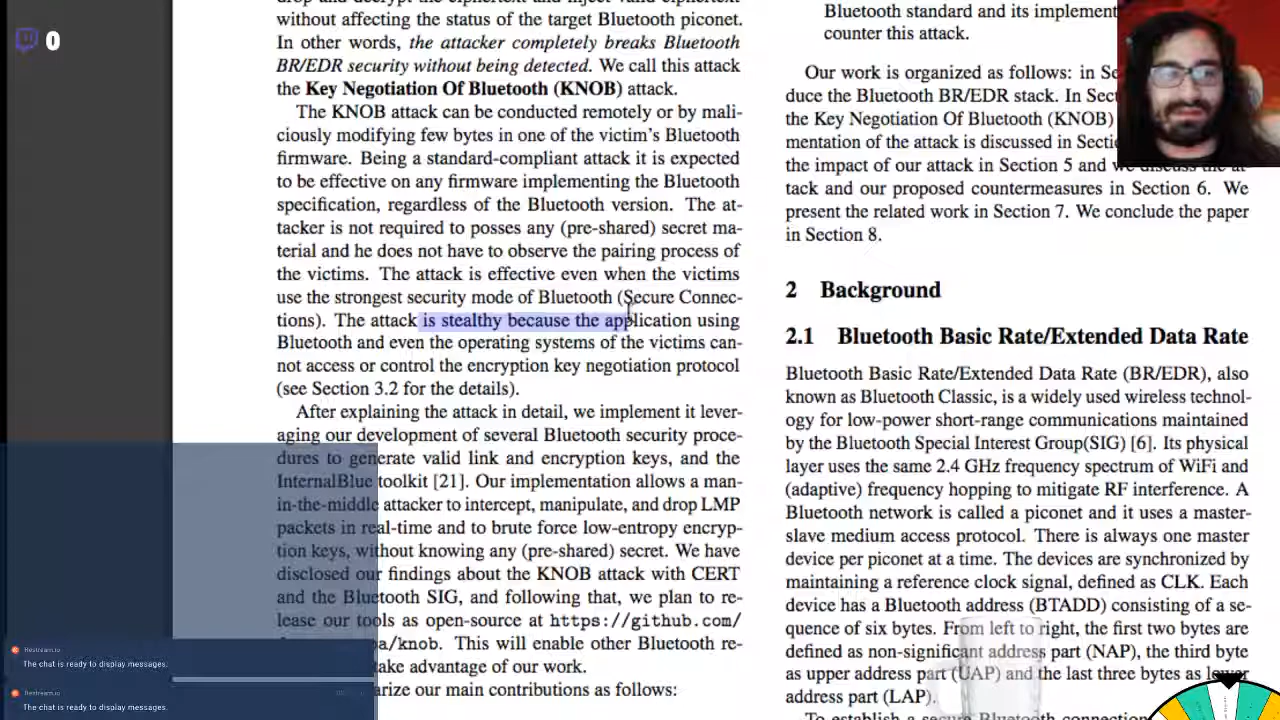 0
drop and decrypt the ciphertext and inject valid ciphertext
without affecting the status of the target Bluetooth piconet.
In other words, the attacker completely breaks Bluetooth
BR/EDR security without being detected. We call this attack
the Key Negotiation Of Bluetooth (KNOB) attack.
The KNOB attack can be conducted remotely or by mali-
ciously modifying few bytes in one of the victim's Bluetooth
firmware. Being a standard-compliant attack it is expected
to be effective on any firmware implementing the Bluetooth
specification, regardless of the Bluetooth version. The at-
tacker is not required to posses any (pre-shared) secret ma-
terial and he does not have to observe the pairing process of
the victims. The attack is effective even when the victims
use the strongest security mode of Bluetooth (Secure Connec-
tions). The attack is stealthy because the application using
Bluetooth and even the operating systems of the victims can-
not access or control the encryption key negotiation protocol
(see Section 3.2 for the details).
After explaining the attack in detail, we implement it lever-
aging our development of several Bluetooth security proce-
dures to generate valid link and encryption keys, and the
InternalBlue toolkit [21]. Our implementation allows a man-
in-the-middle attacker to intercept, manipulate, and drop LMP
packets in real-time and to brute force low-entropy encryp-
tion keys, without knowing any (pre-shared) secret. We have
disclosed our findings about the KNOB attack with CERT
and the Bluetooth SIG, and following that, we plan to re-
lease our tools as open-source at https://github.com/
pa/knob. This will enable other Bluetooth re-
take advantage of our work.
arize our main contributions as follows:
Bluetooth standard and its implement
counter this attack.
Our work is organized as follows: in Se
duce the Bluetooth BR/EDR stack. In Sec
the Key Negotiation Of Bluetooth (KNOB)
mentation of the attack is discussed in Secti
the impact of our attack in Section 5 and we discuss the at-
tack and our proposed countermeasures in Section 6. We
present the related work in Section 7. We conclude the paper
in Section 8.
2 Background
2.1 Bluetooth Basic Rate/Extended Data Rate
Bluetooth Basic Rate/Extended Data Rate (BR/EDR), also
known as Bluetooth Classic, is a widely used wireless technol-
ogy for low-power short-range communications maintained
by the Bluetooth Special Interest Group(SIG) [6]. Its physical
layer uses the same 2.4 GHz frequency spectrum of WiFi and
(adaptive) frequency hopping to mitigate RF interference. A
Bluetooth network is called a piconet and it uses a master-
slave medium access protocol. There is always one master
device per piconet at a time. The devices are synchronized by
maintaining a reference clock signal, defined as CLK. Each
device has a Bluetooth address (BTADD) consisting of a se-
quence of six bytes. From left to right, the first two bytes are
defined as non-significant address part (NAP), the third byte
as upper address part (UAP) and the last three bytes as lower
address part (LAP).
To establish a secure Bluetooth connection
Restream.io
The chat is ready to display messages.
Restream.io
The chat is ready to display messages.